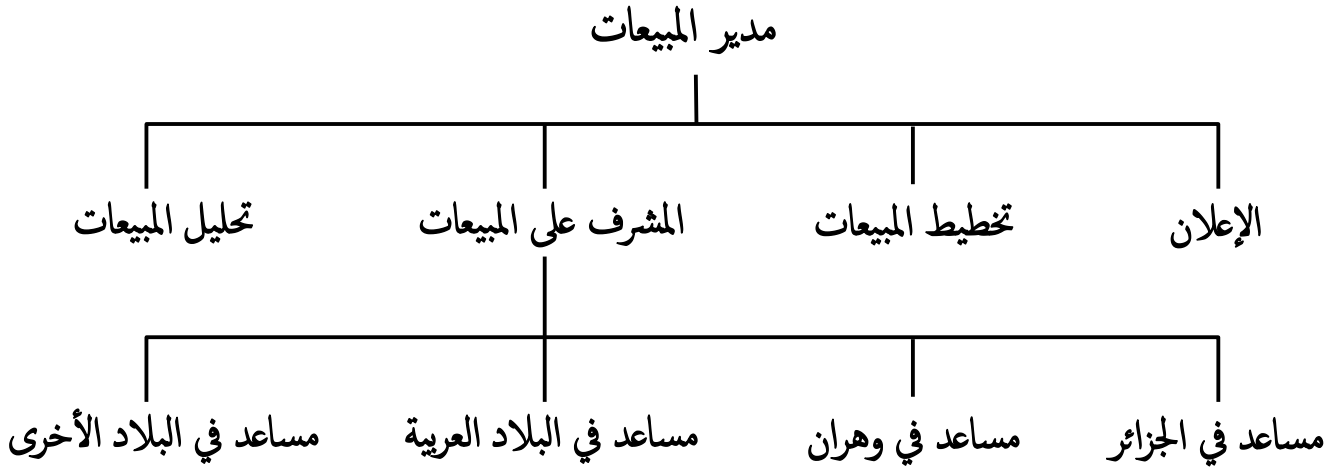 مدير المبيعات
الإعلان
تخطيط المبيعات
المشرف على المبيعات
تحليل المبيعات
مساعد في الجزائر
مساعد في وهران
مساعد في البلاد العربية
مساعد في البلاد الأخرى